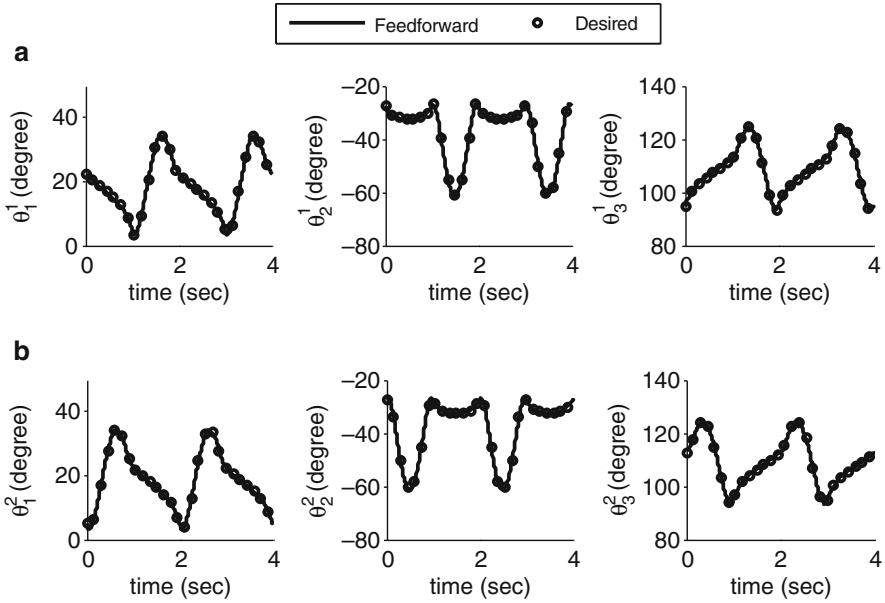 Feedforward Desired
a
θ₁¹ (degree)
40
20
0
0 2 4
time (sec)
θ₂¹ (degree)
−20
−40
−60
−80
0 2 4
time (sec)
θ₃¹ (degree)
140
120
100
80
0 2 4
time (sec)
b
θ₁² (degree)
40
20
0
0 2 4
time (sec)
θ₂² (degree)
−20
−40
−60
−80
0 2 4
time (sec)
θ₃² (degree)
140
120
100
80
0 2 4
time (sec)